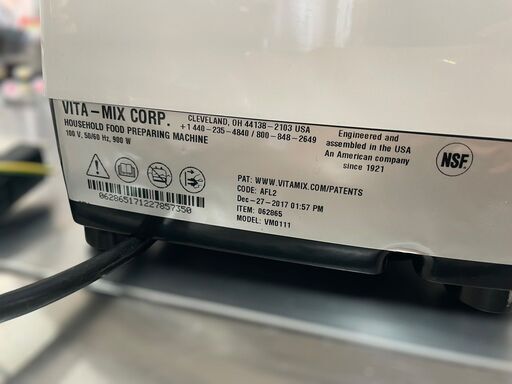 VITA-MIX CORP.
CLEVELAND, OH 44138-2103 USA
+1 440-235-4840 / 800-848-2649
HOUSEHOLD FOOD PREPARING MACHINE
100 V, 50/60 Hz, 900 W
Engineered and
assembled in the USA
An American company
since 1921
NSF
PAT: WWW.VITAMIX.COM/PATENTS
CODE: AFL2
Dec-27-2017 01:57 PM
ITEM: 062865
MODEL: VM0111
062865171227857350